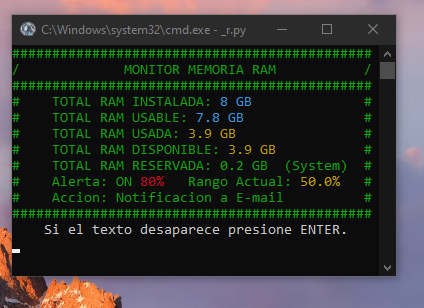 C:\Windows\system32\cmd.exe - _r.py
#############################################
/ MONITOR MEMORIA RAM /
#############################################
# TOTAL RAM INSTALADA: 8 GB #
# TOTAL RAM USABLE: 7.8 GB #
# TOTAL RAM USADA: 3.9 GB #
# TOTAL RAM DISPONIBLE: 3.9 GB #
# TOTAL RAM RESERVADA: 0.2 GB (System) #
# Alerta: ON 80% Rango Actual: 50.0% #
# Accion: Notificacion a E-mail #
#############################################
Si el texto desaparece presione ENTER.